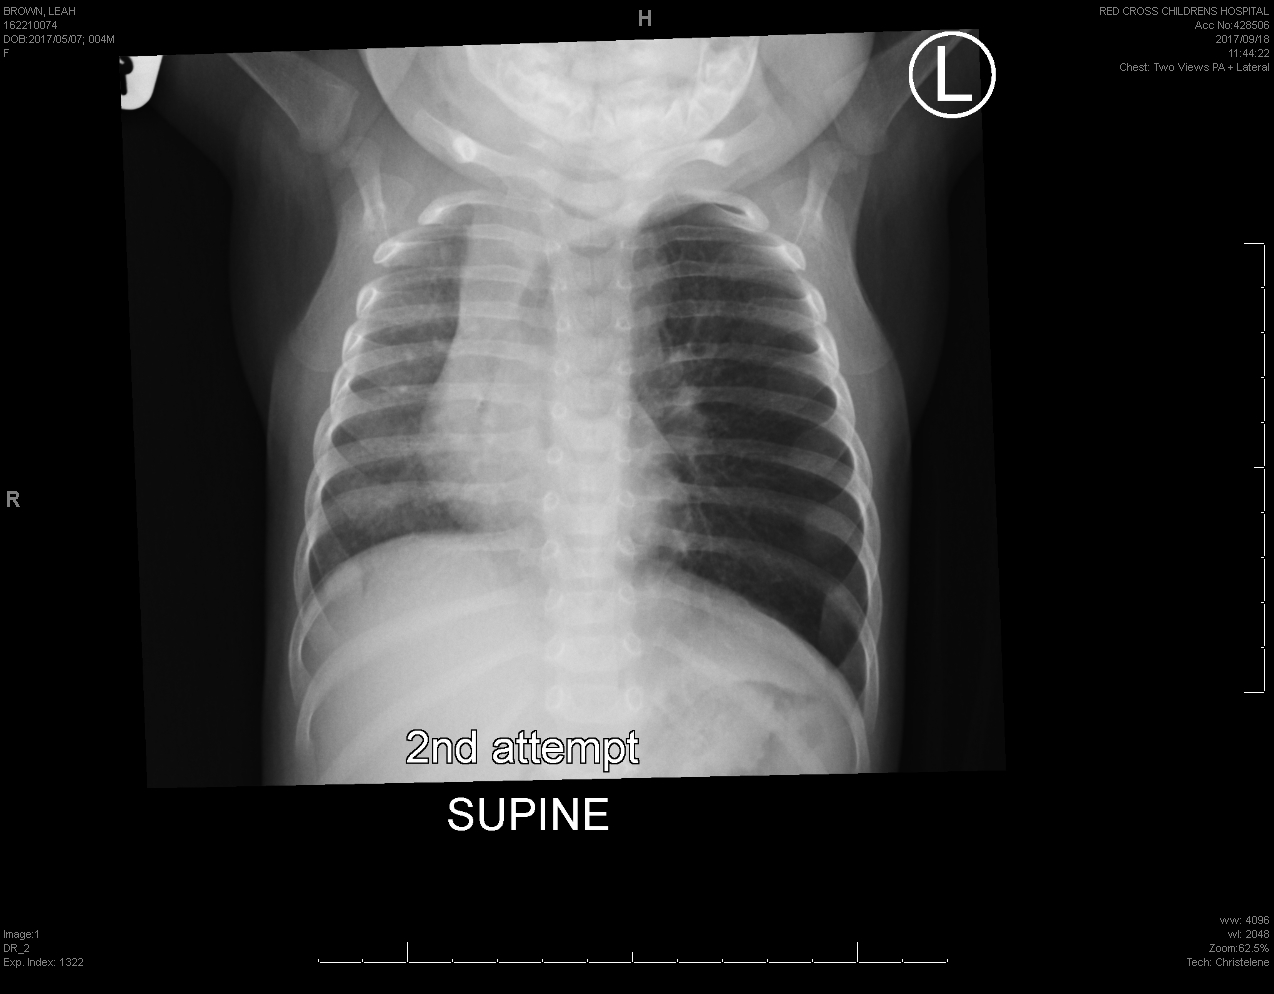 BROWN, LEAH
162210074
DOB:2017/05/07; 004M
F
H
RED CROSS CHILDRENS HOSPITAL
Acc No:428506
2017/09/18
11:44:22
Chest: Two Views PA + Lateral
L
R
2nd attempt
SUPINE
Image:1
DR_2
Exp. Index: 1322
ww: 4096
wl: 2048
Zoom:62.5%
Tech: Christelene